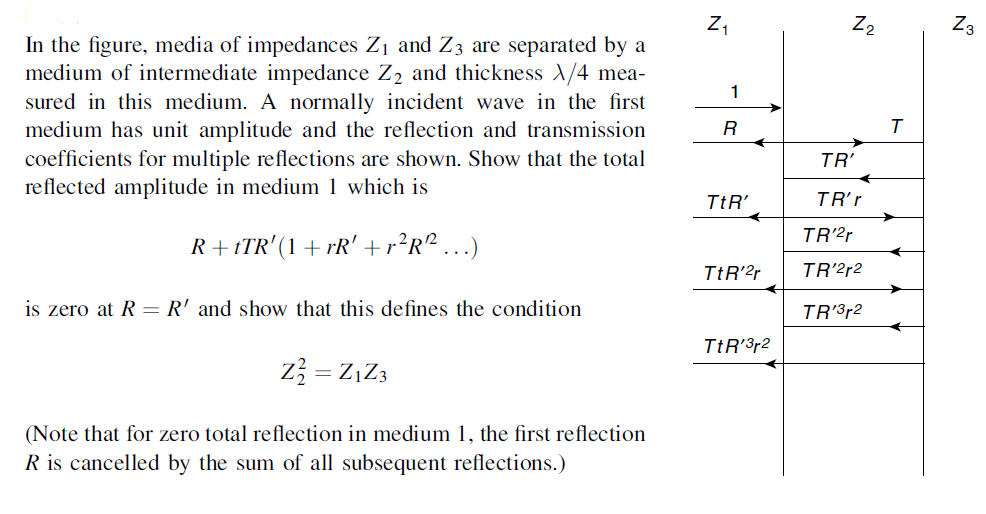 In the figure, media of impedances Z₁ and Z₃ are separated by a
medium of intermediate impedance Z₂ and thickness λ/4 mea-
sured in this medium. A normally incident wave in the first
medium has unit amplitude and the reflection and transmission
coefficients for multiple reflections are shown. Show that the total
reflected amplitude in medium 1 which is
R + tTR′(1 + rR′ + r²R′² …)
is zero at R = R′ and show that this defines the condition
Z₂² = Z₁Z₃
(Note that for zero total reflection in medium 1, the first reflection
R is cancelled by the sum of all subsequent reflections.)
Z₁ Z₂ Z₃
1
R T
TR′
TtR′ TR′r
TR′²r
TtR′²r TR′²r²
TR′³r²
TtR′³r²